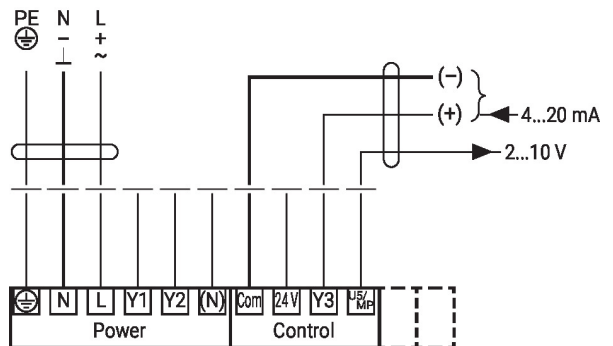 PE N L
– +
⊥ ~
(–)
(+) 4...20 mA
2...10 V
N L Y1 Y2 (N) Com 24V Y3 U5/MP
Power Control